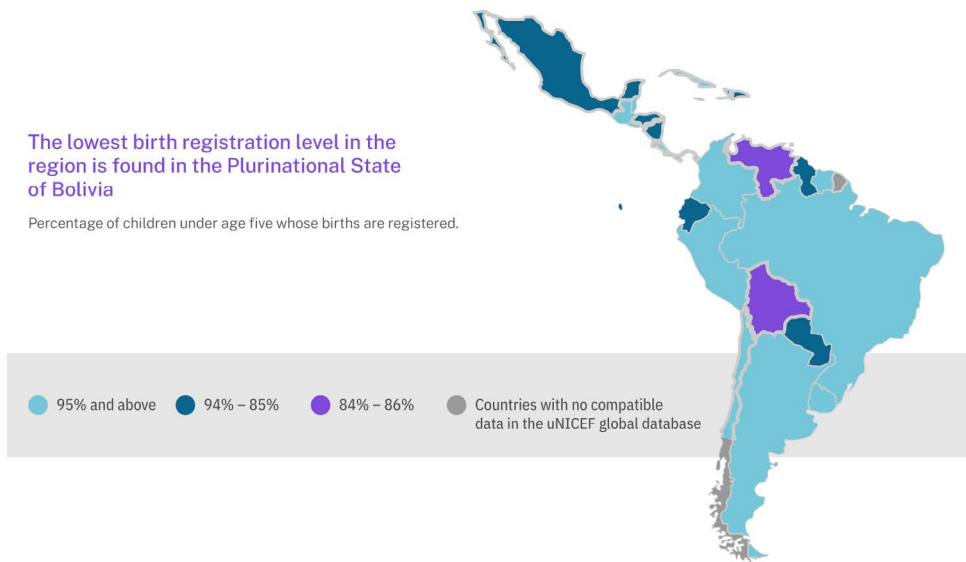 The lowest birth registration level in the
region is found in the Plurinational State
of Bolivia
Percentage of children under age five whose births are registered.
95% and above
94% – 85%
84% – 86%
Countries with no compatible
data in the uNICEF global database